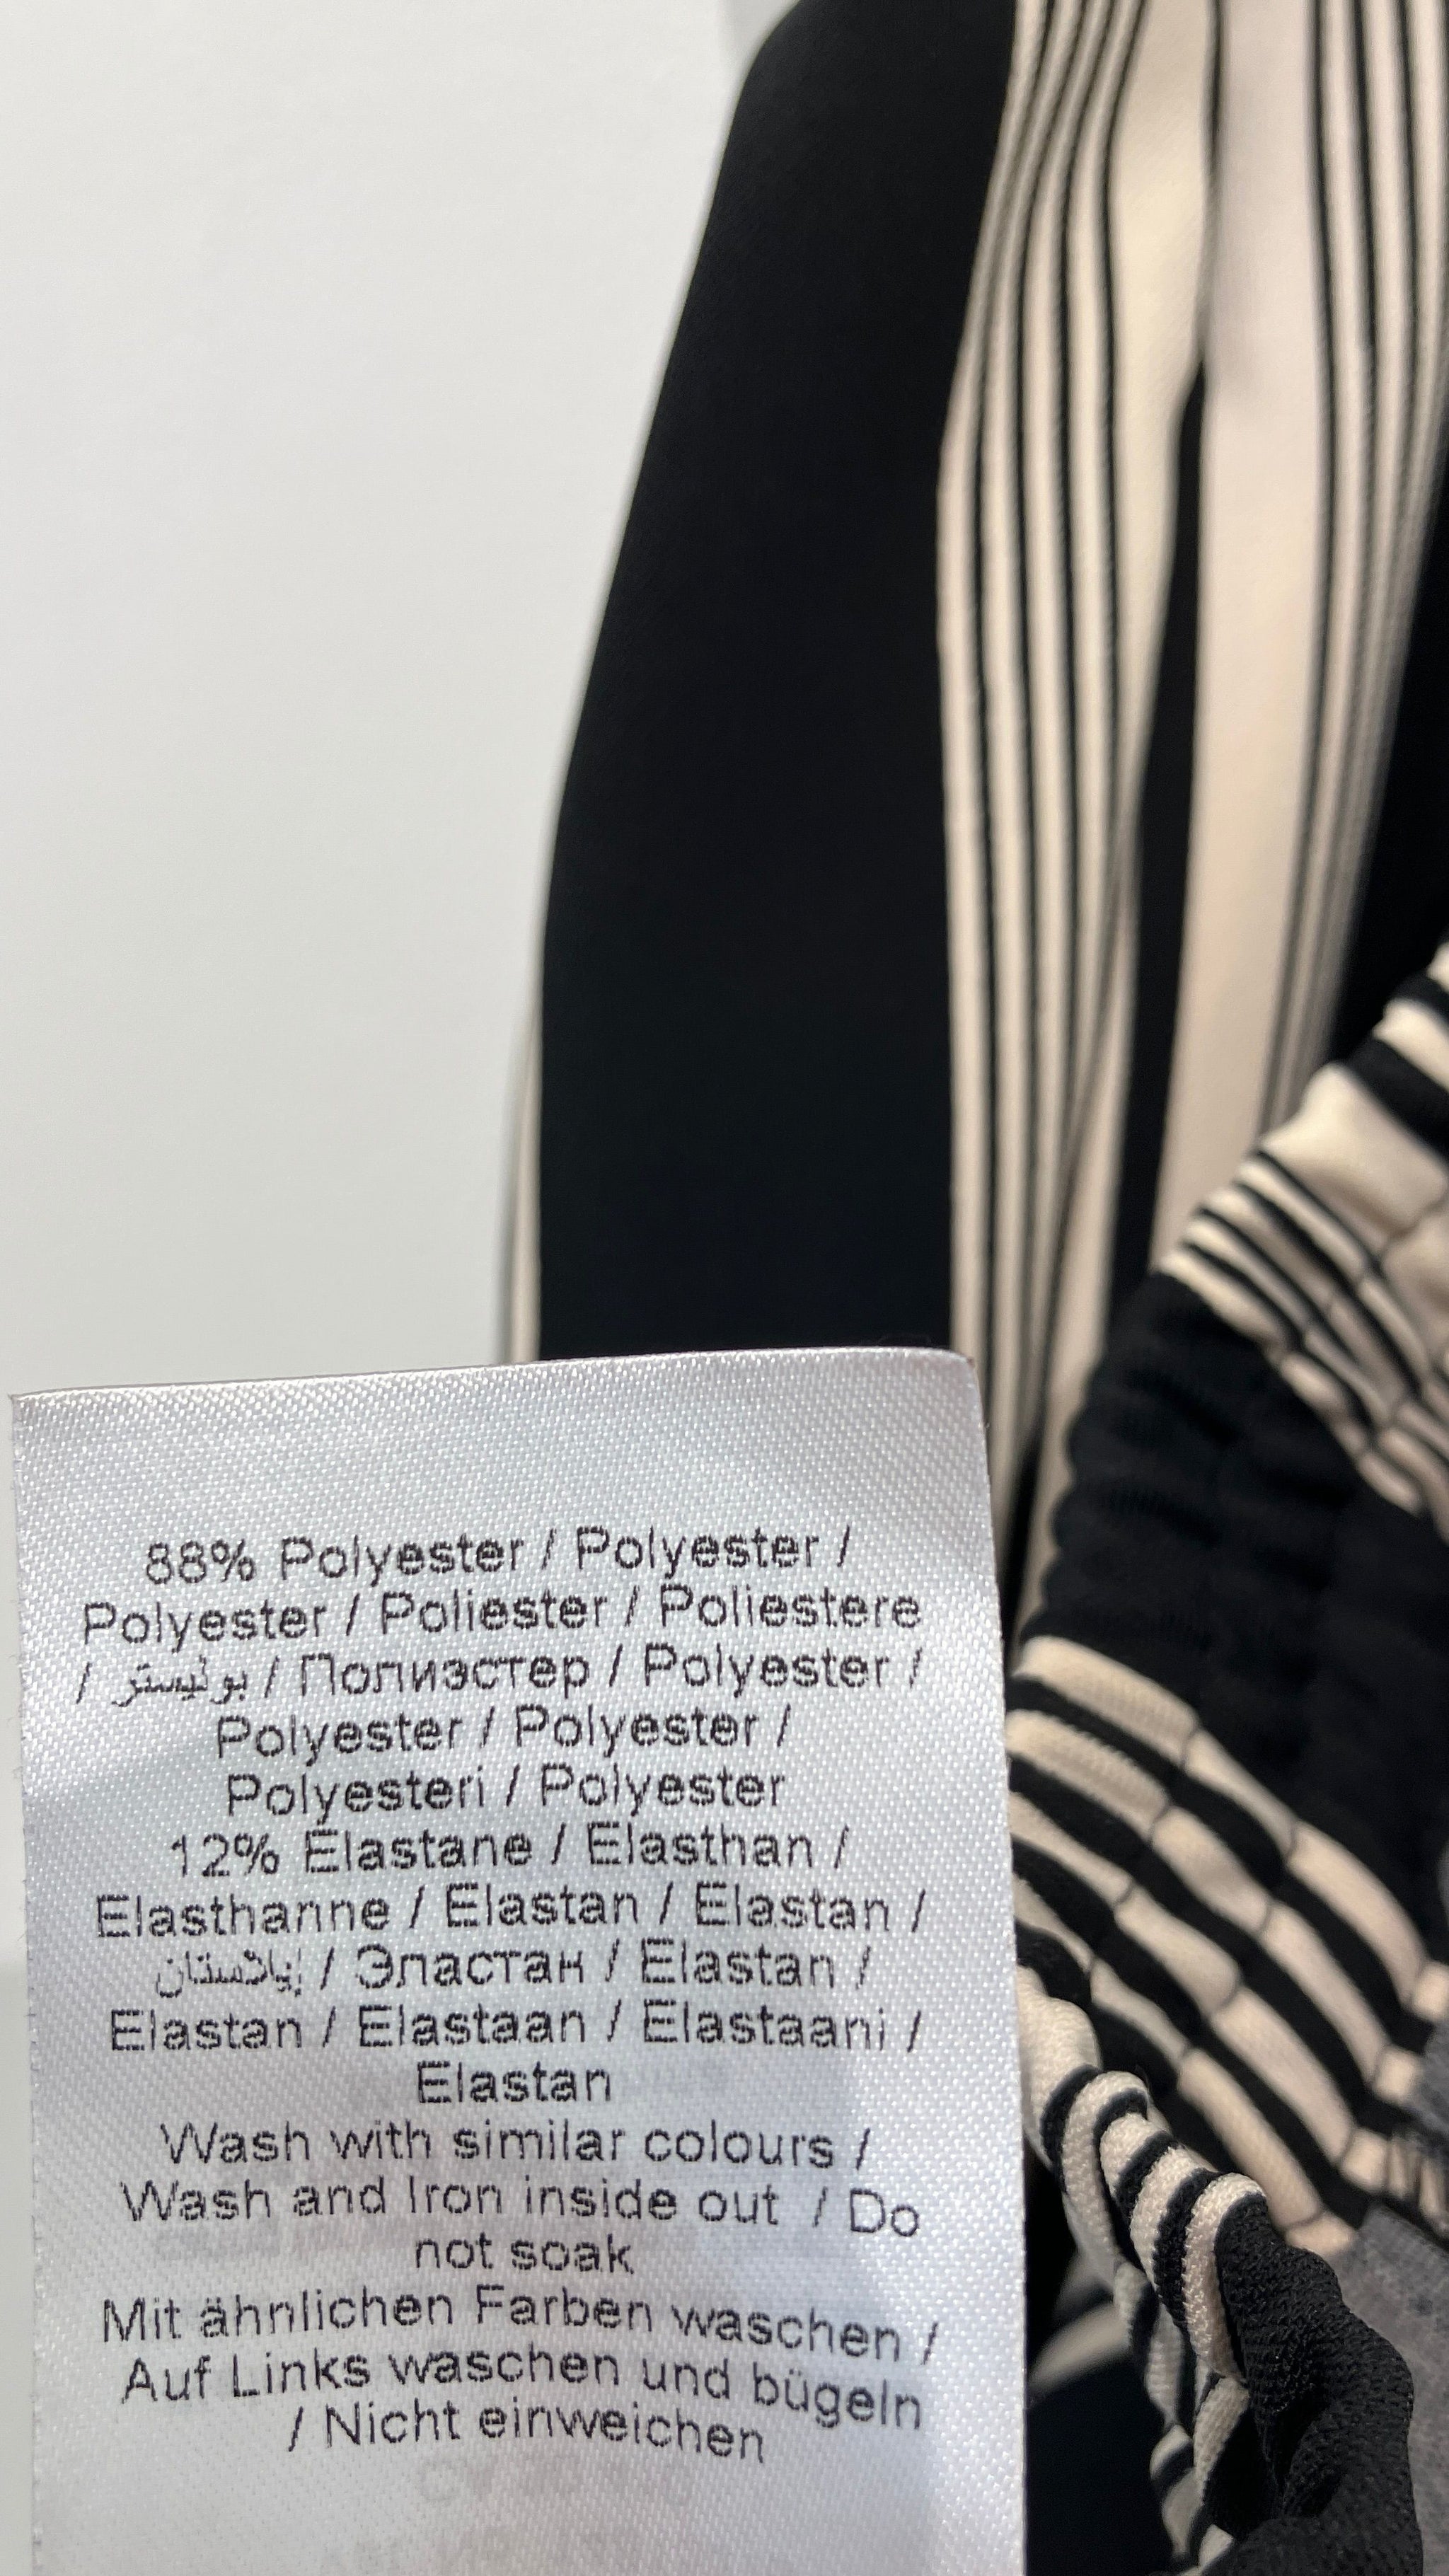 88% Polyester / Polyester /
Polyester / Poliester / Poliestere
/ بوليستر / Полиэстер / Polyester /
Polyester / Polyester /
Polyesteri / Polyester
12% Elastane / Elasthan /
Elasthanne / Elastan / Elastan /
إيلاستان / Эластан / Elastan /
Elastan / Elastaan / Elastaani /
Elastan
Wash with similar colours /
Wash and Iron inside out / Do
not soak
Mit ähnlichen Farben waschen /
Auf Links waschen und bügeln
/ Nicht einweichen